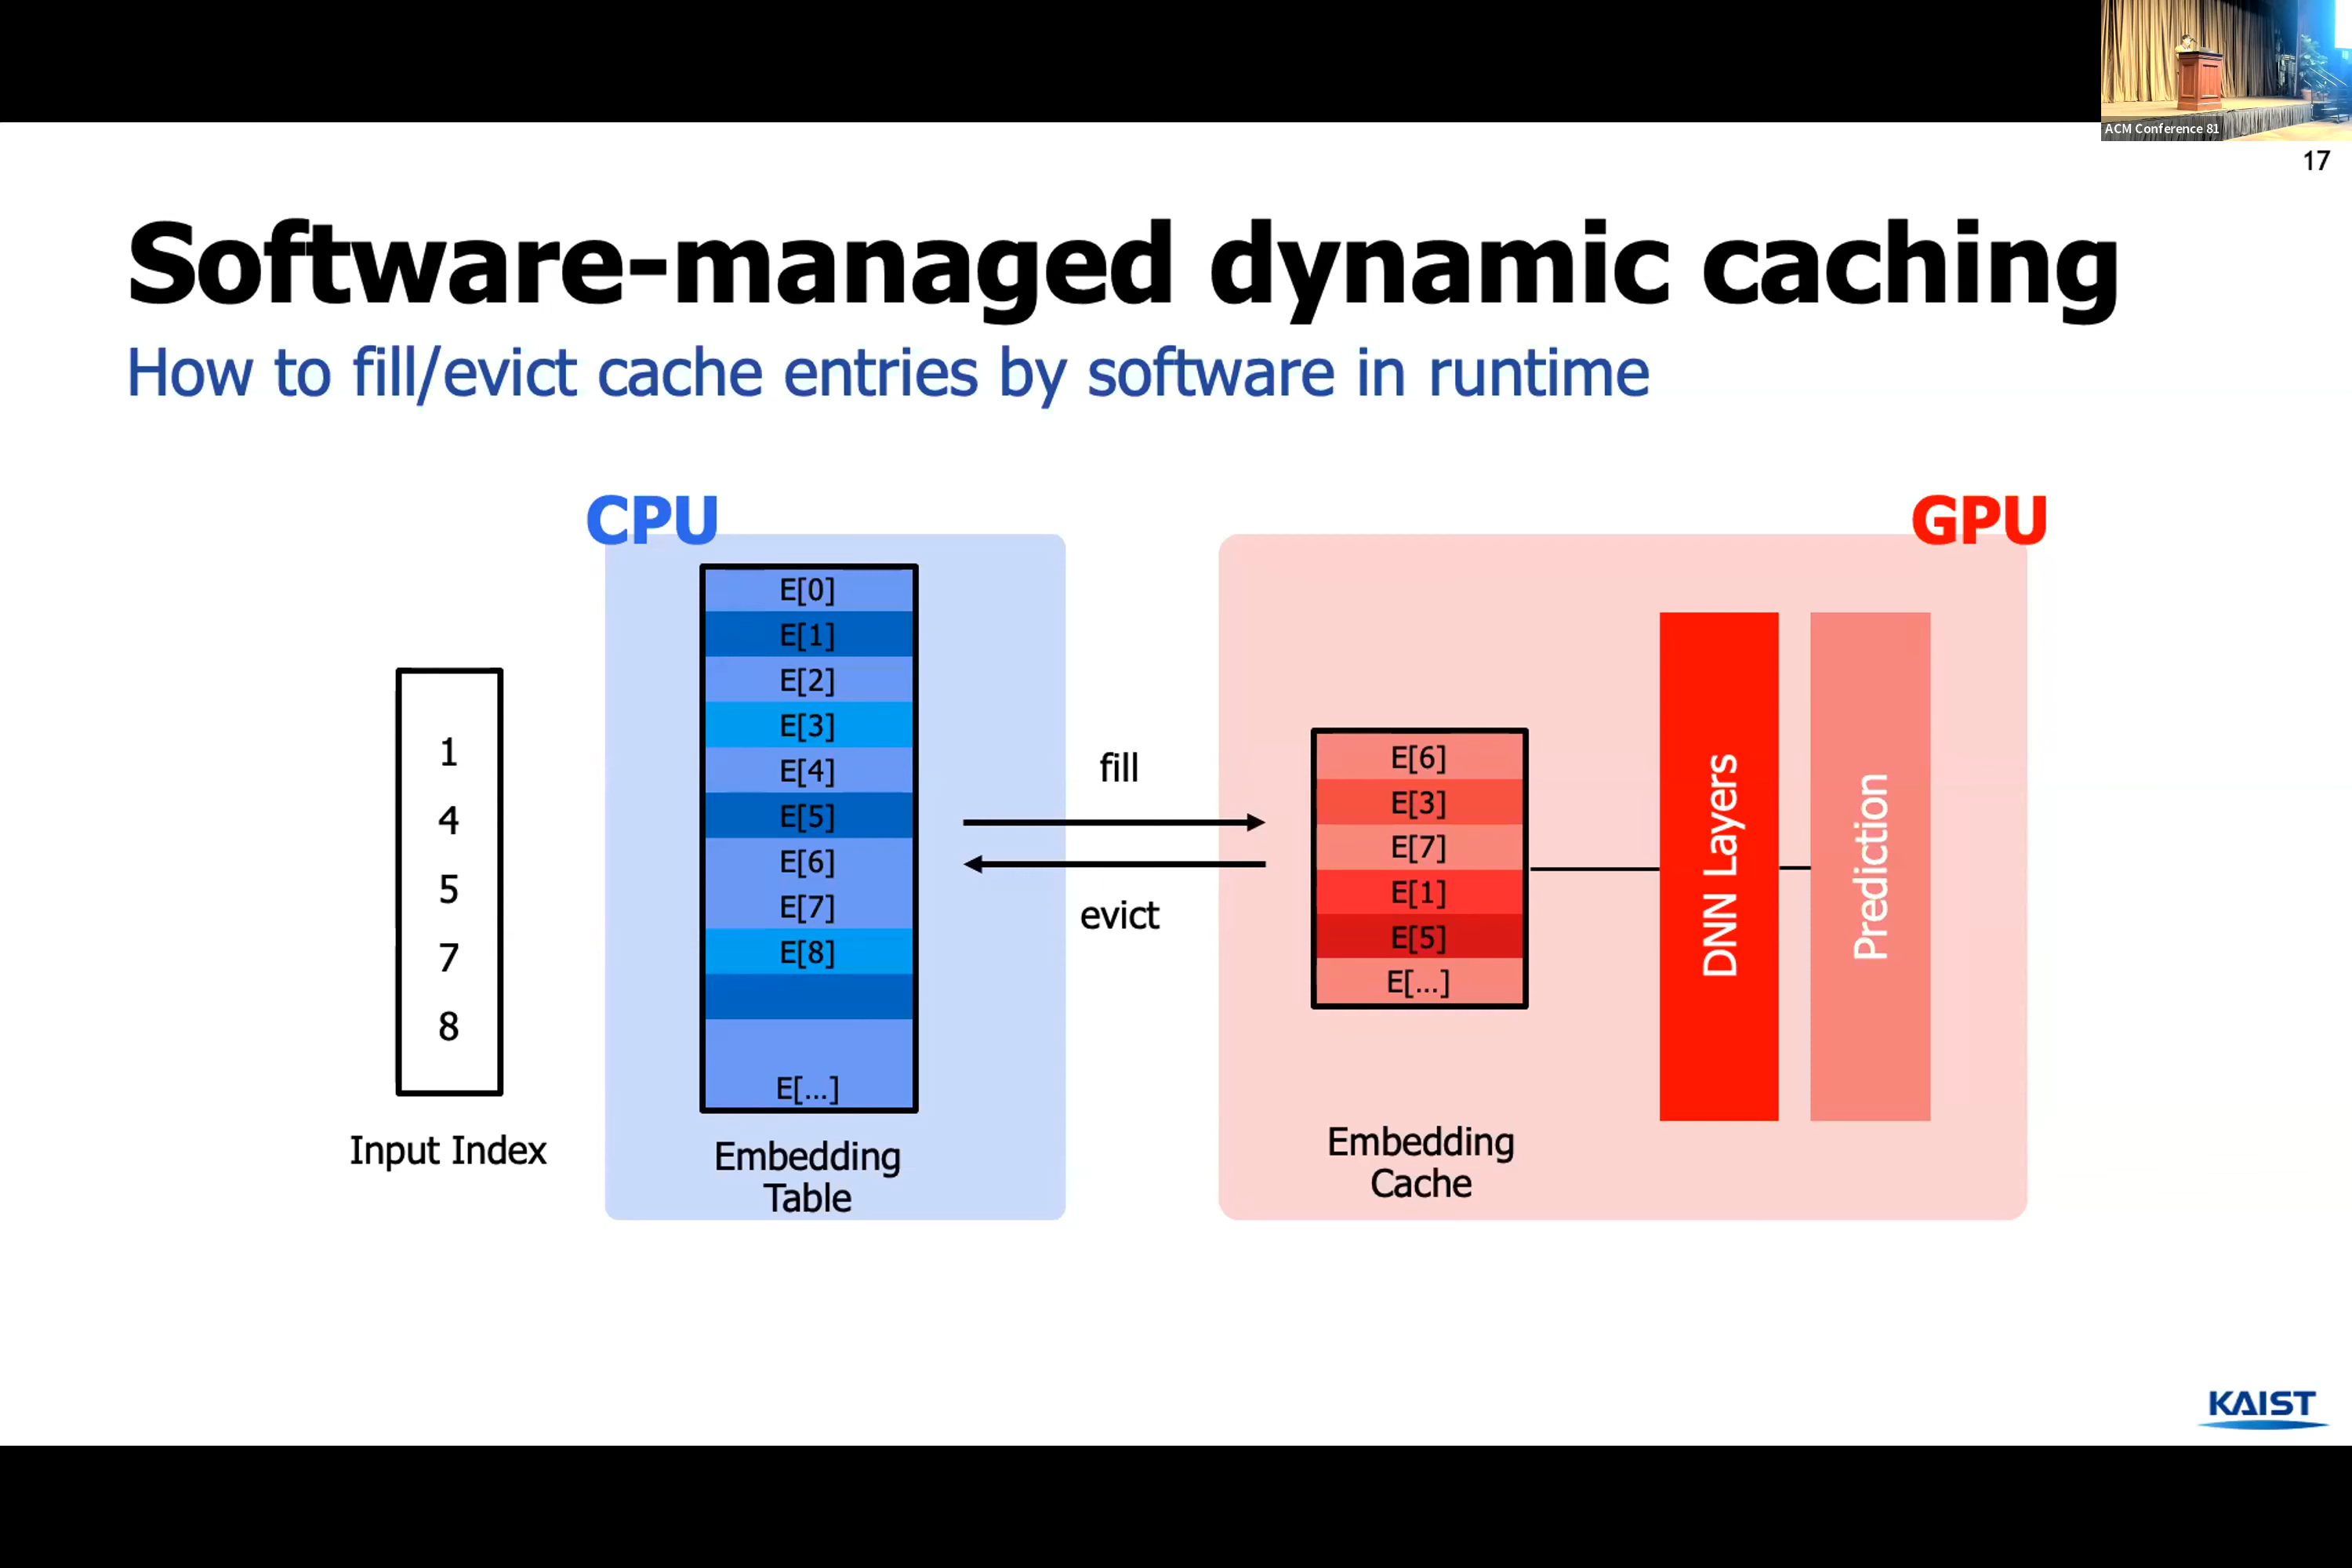 ACM Conference 81
17
Software-managed dynamic caching
How to fill/evict cache entries by software in runtime
CPU
GPU
1
4
5
7
8
Input Index
E[0]
E[1]
E[2]
E[3]
E[4]
E[5]
E[6]
E[7]
E[8]
E[...]
Embedding
Table
fill
evict
E[6]
E[3]
E[7]
E[1]
E[5]
E[...]
Embedding
Cache
DNN Layers
Prediction
KAIST